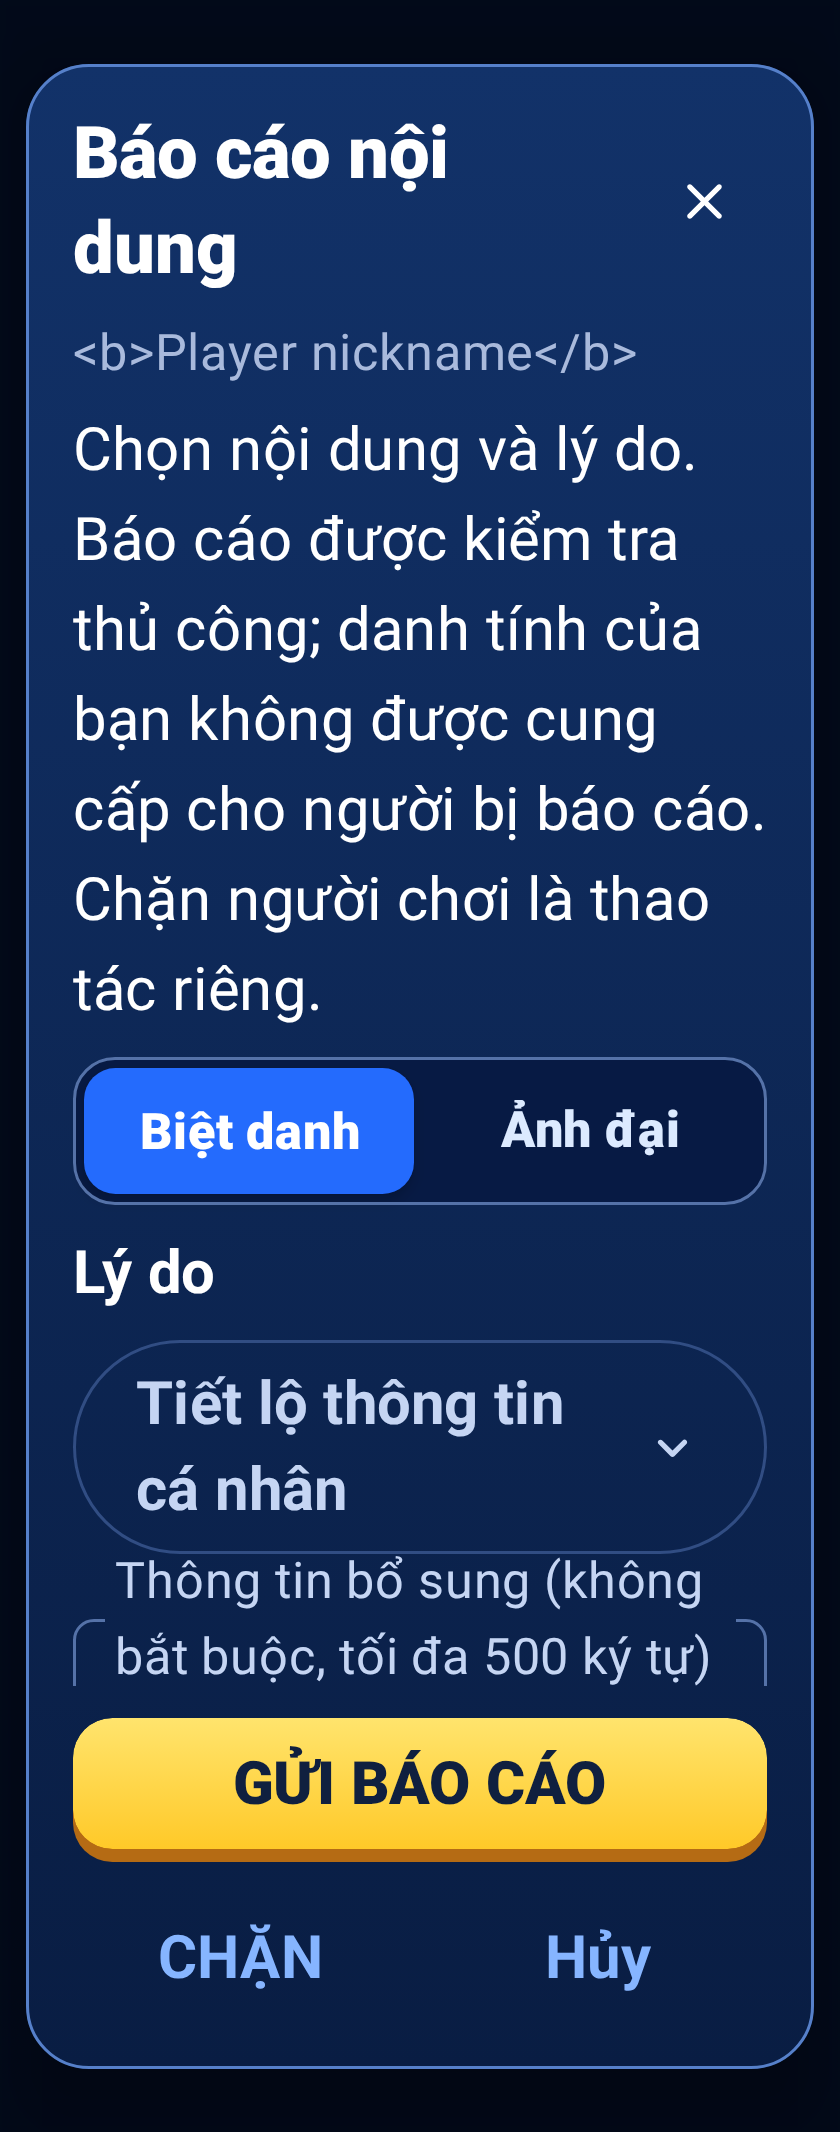 Báo cáo nội
dung
<b>Player nickname</b>
Chọn nội dung và lý do.
Báo cáo được kiểm tra
thủ công; danh tính của
bạn không được cung
cấp cho người bị báo cáo.
Chặn người chơi là thao
tác riêng.
Biệt danh
Ảnh đại
Lý do
Tiết lộ thông tin
cá nhân
Thông tin bổ sung (không
bắt buộc, tối đa 500 ký tự)
GỬI BÁO CÁO
CHẶN
Hủy